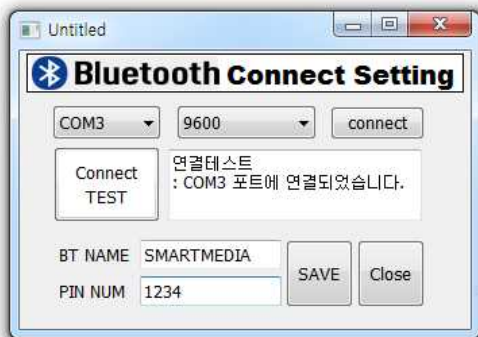 Untitled
Bluetooth Connect Setting
COM3 9600 connect
Connect
TEST
연결테스트
: COM3 포트에 연결되었습니다.
BT NAME SMARTMEDIA
PIN NUM 1234
SAVE Close